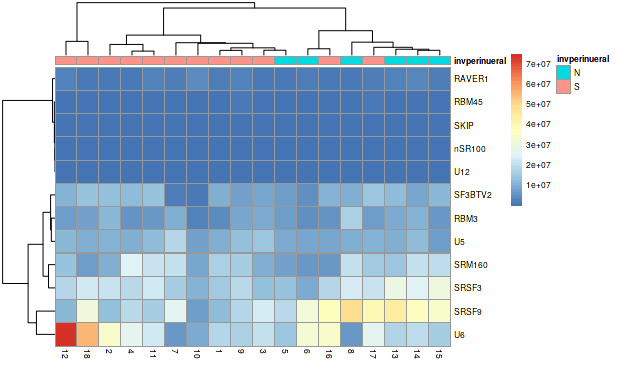 invperinueral
RAVER1
RBM45
SKIP
nSR100
U12
SF3BTV2
RBM3
U5
SRM160
SRSF3
SRSF9
U6
12 18 2 4 11 7 10 1 9 3 5 6 16 8 17 13 14 15
7e+07
6e+07
5e+07
4e+07
3e+07
2e+07
1e+07
invperinueral
N
S